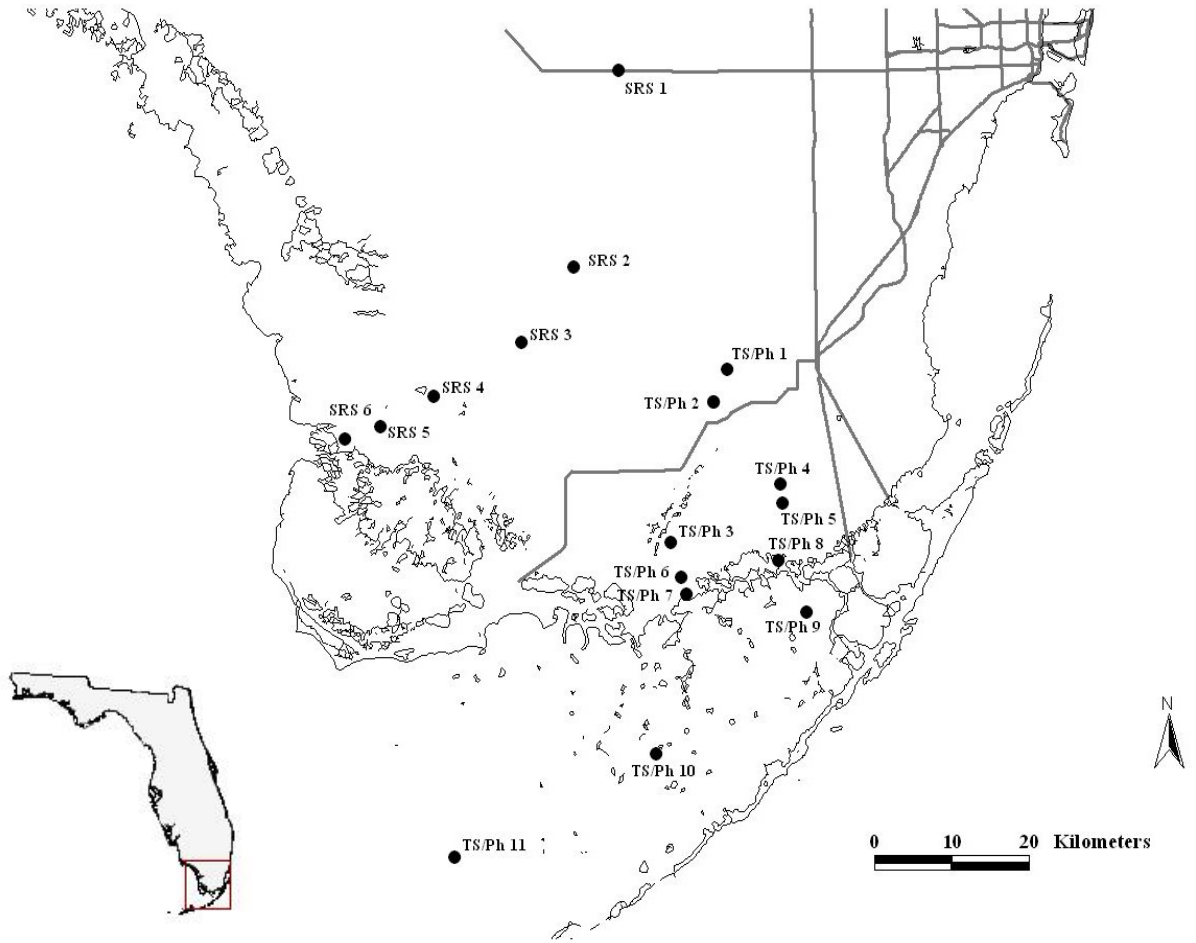 SRS 1
SRS 2
SRS 3
TS/Ph 1
SRS 4
TS/Ph 2
SRS 6
SRS 5
TS/Ph 4
TS/Ph 5
TS/Ph 3
TS/Ph 8
TS/Ph 6
TS/Ph 7
TS/Ph 9
N
TS/Ph 10
TS/Ph 11
0 10 20 Kilometers